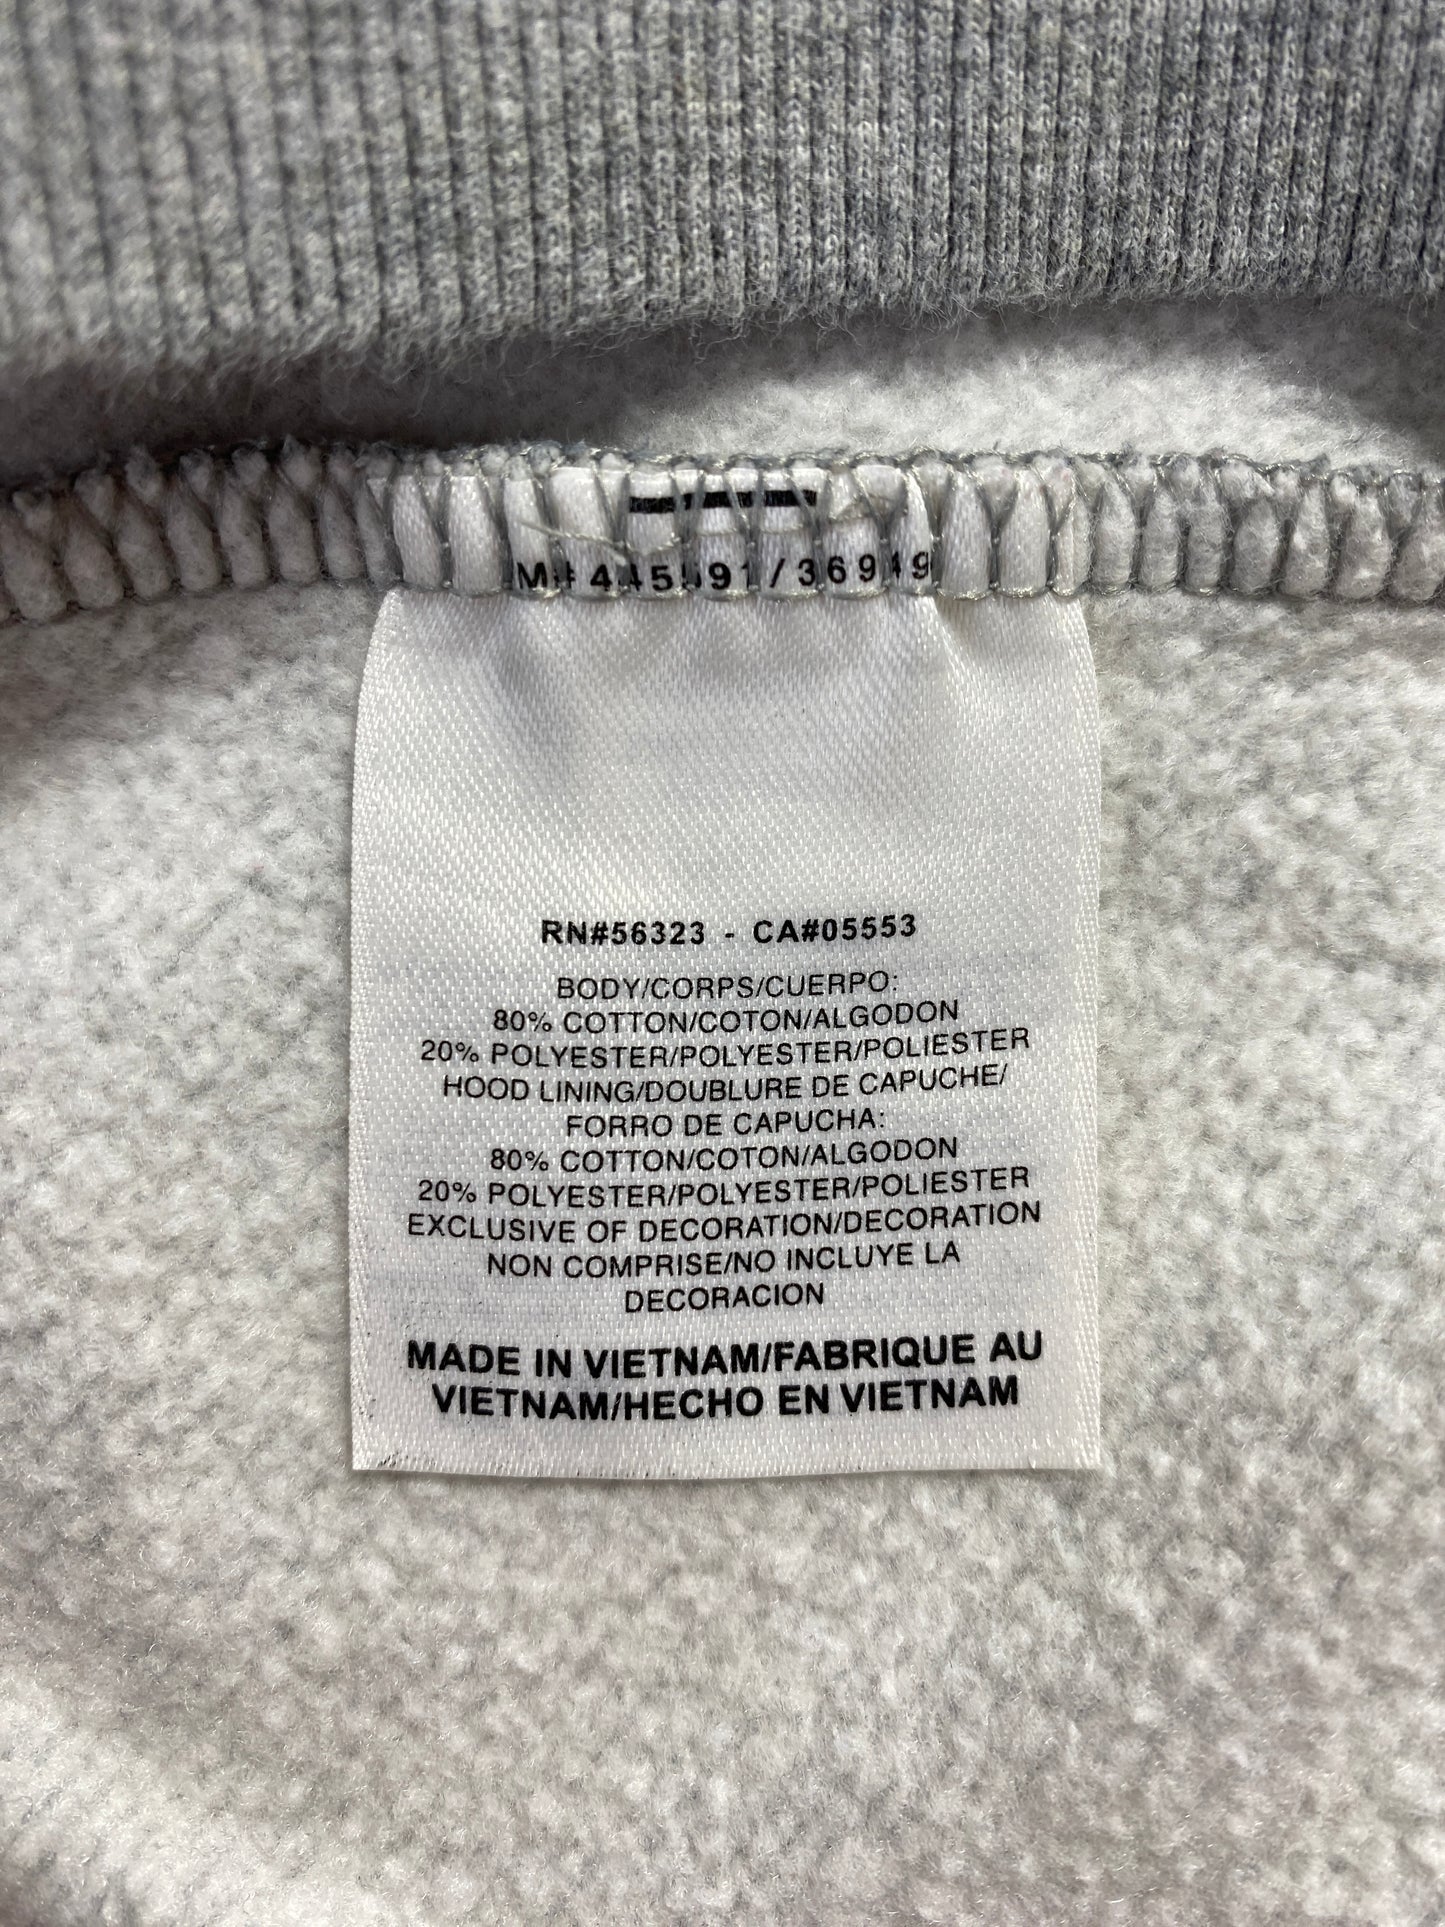 RN#56323 - CA#05553
BODY/CORPS/CUERPO:
80% COTTON/COTON/ALGODON
20% POLYESTER/POLYESTER/POLIESTER
HOOD LINING/DOUBLURE DE CAPUCHE/
FORRO DE CAPUCHA:
80% COTTON/COTON/ALGODON
20% POLYESTER/POLYESTER/POLIESTER
EXCLUSIVE OF DECORATION/DECORATION
NON COMPRISE/NO INCLUYE LA
DECORACION
MADE IN VIETNAM/FABRIQUE AU
VIETNAM/HECHO EN VIETNAM